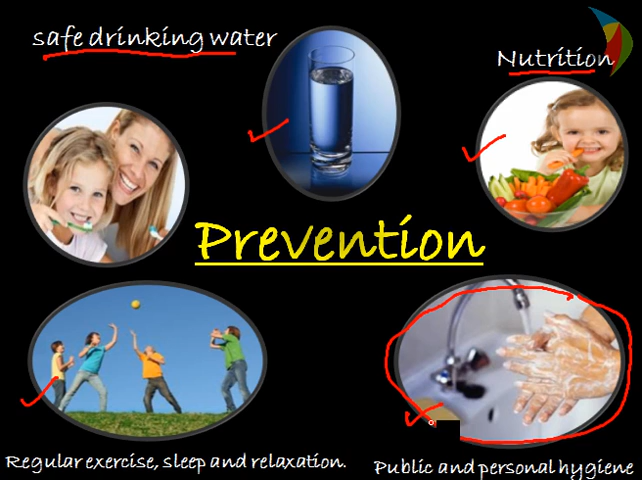 safe drinking water
Nutrition
Prevention
Regular exercise, sleep and relaxation.
Public and personal hygiene